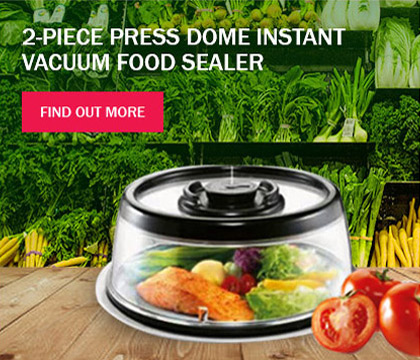 2-PIECE PRESS DOME INSTANT
VACUUM FOOD SEALER
FIND OUT MORE